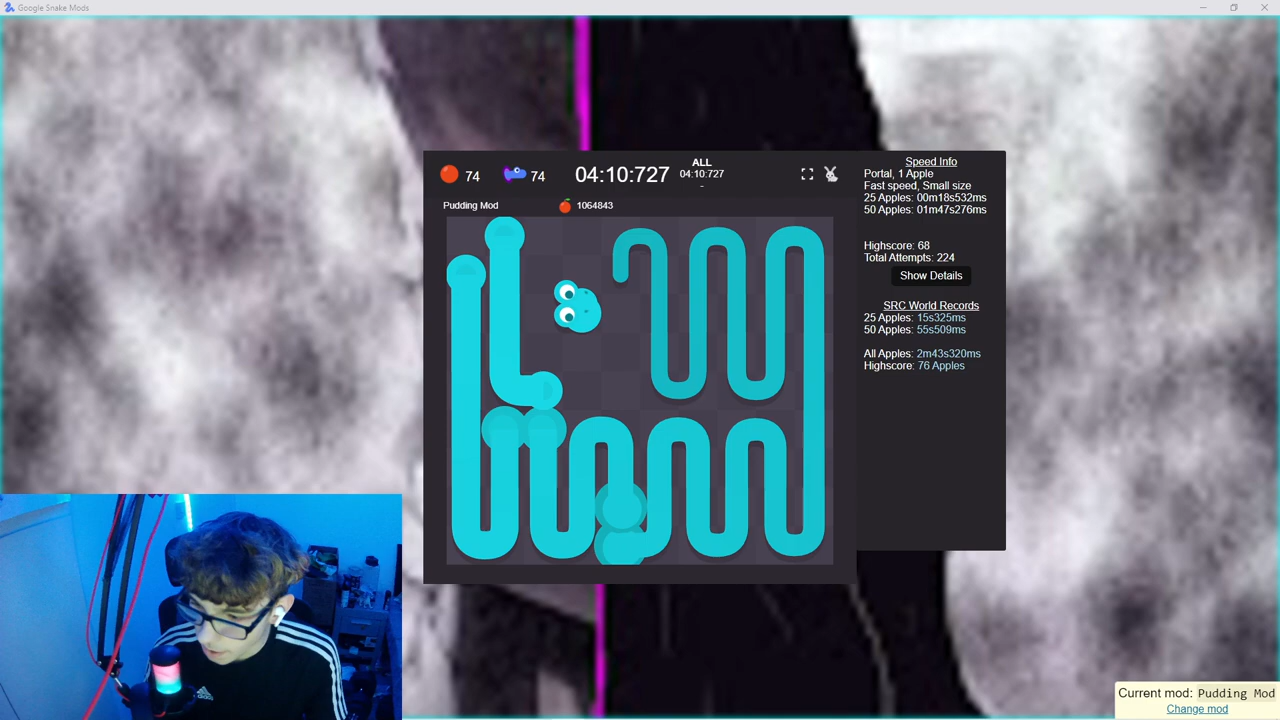 Google Snake Mods
74
74
04:10:727
ALL
04:10:727
-
Pudding Mod
1064843
Speed Info
Portal, 1 Apple
Fast speed, Small size
25 Apples: 00m18s532ms
50 Apples: 01m47s276ms
Highscore: 68
Total Attempts: 224
Show Details
SRC World Records
25 Apples: 15s325ms
50 Apples: 55s509ms
All Apples: 2m43s320ms
Highscore: 76 Apples
adidas
Current mod: Pudding Mod
Change mod